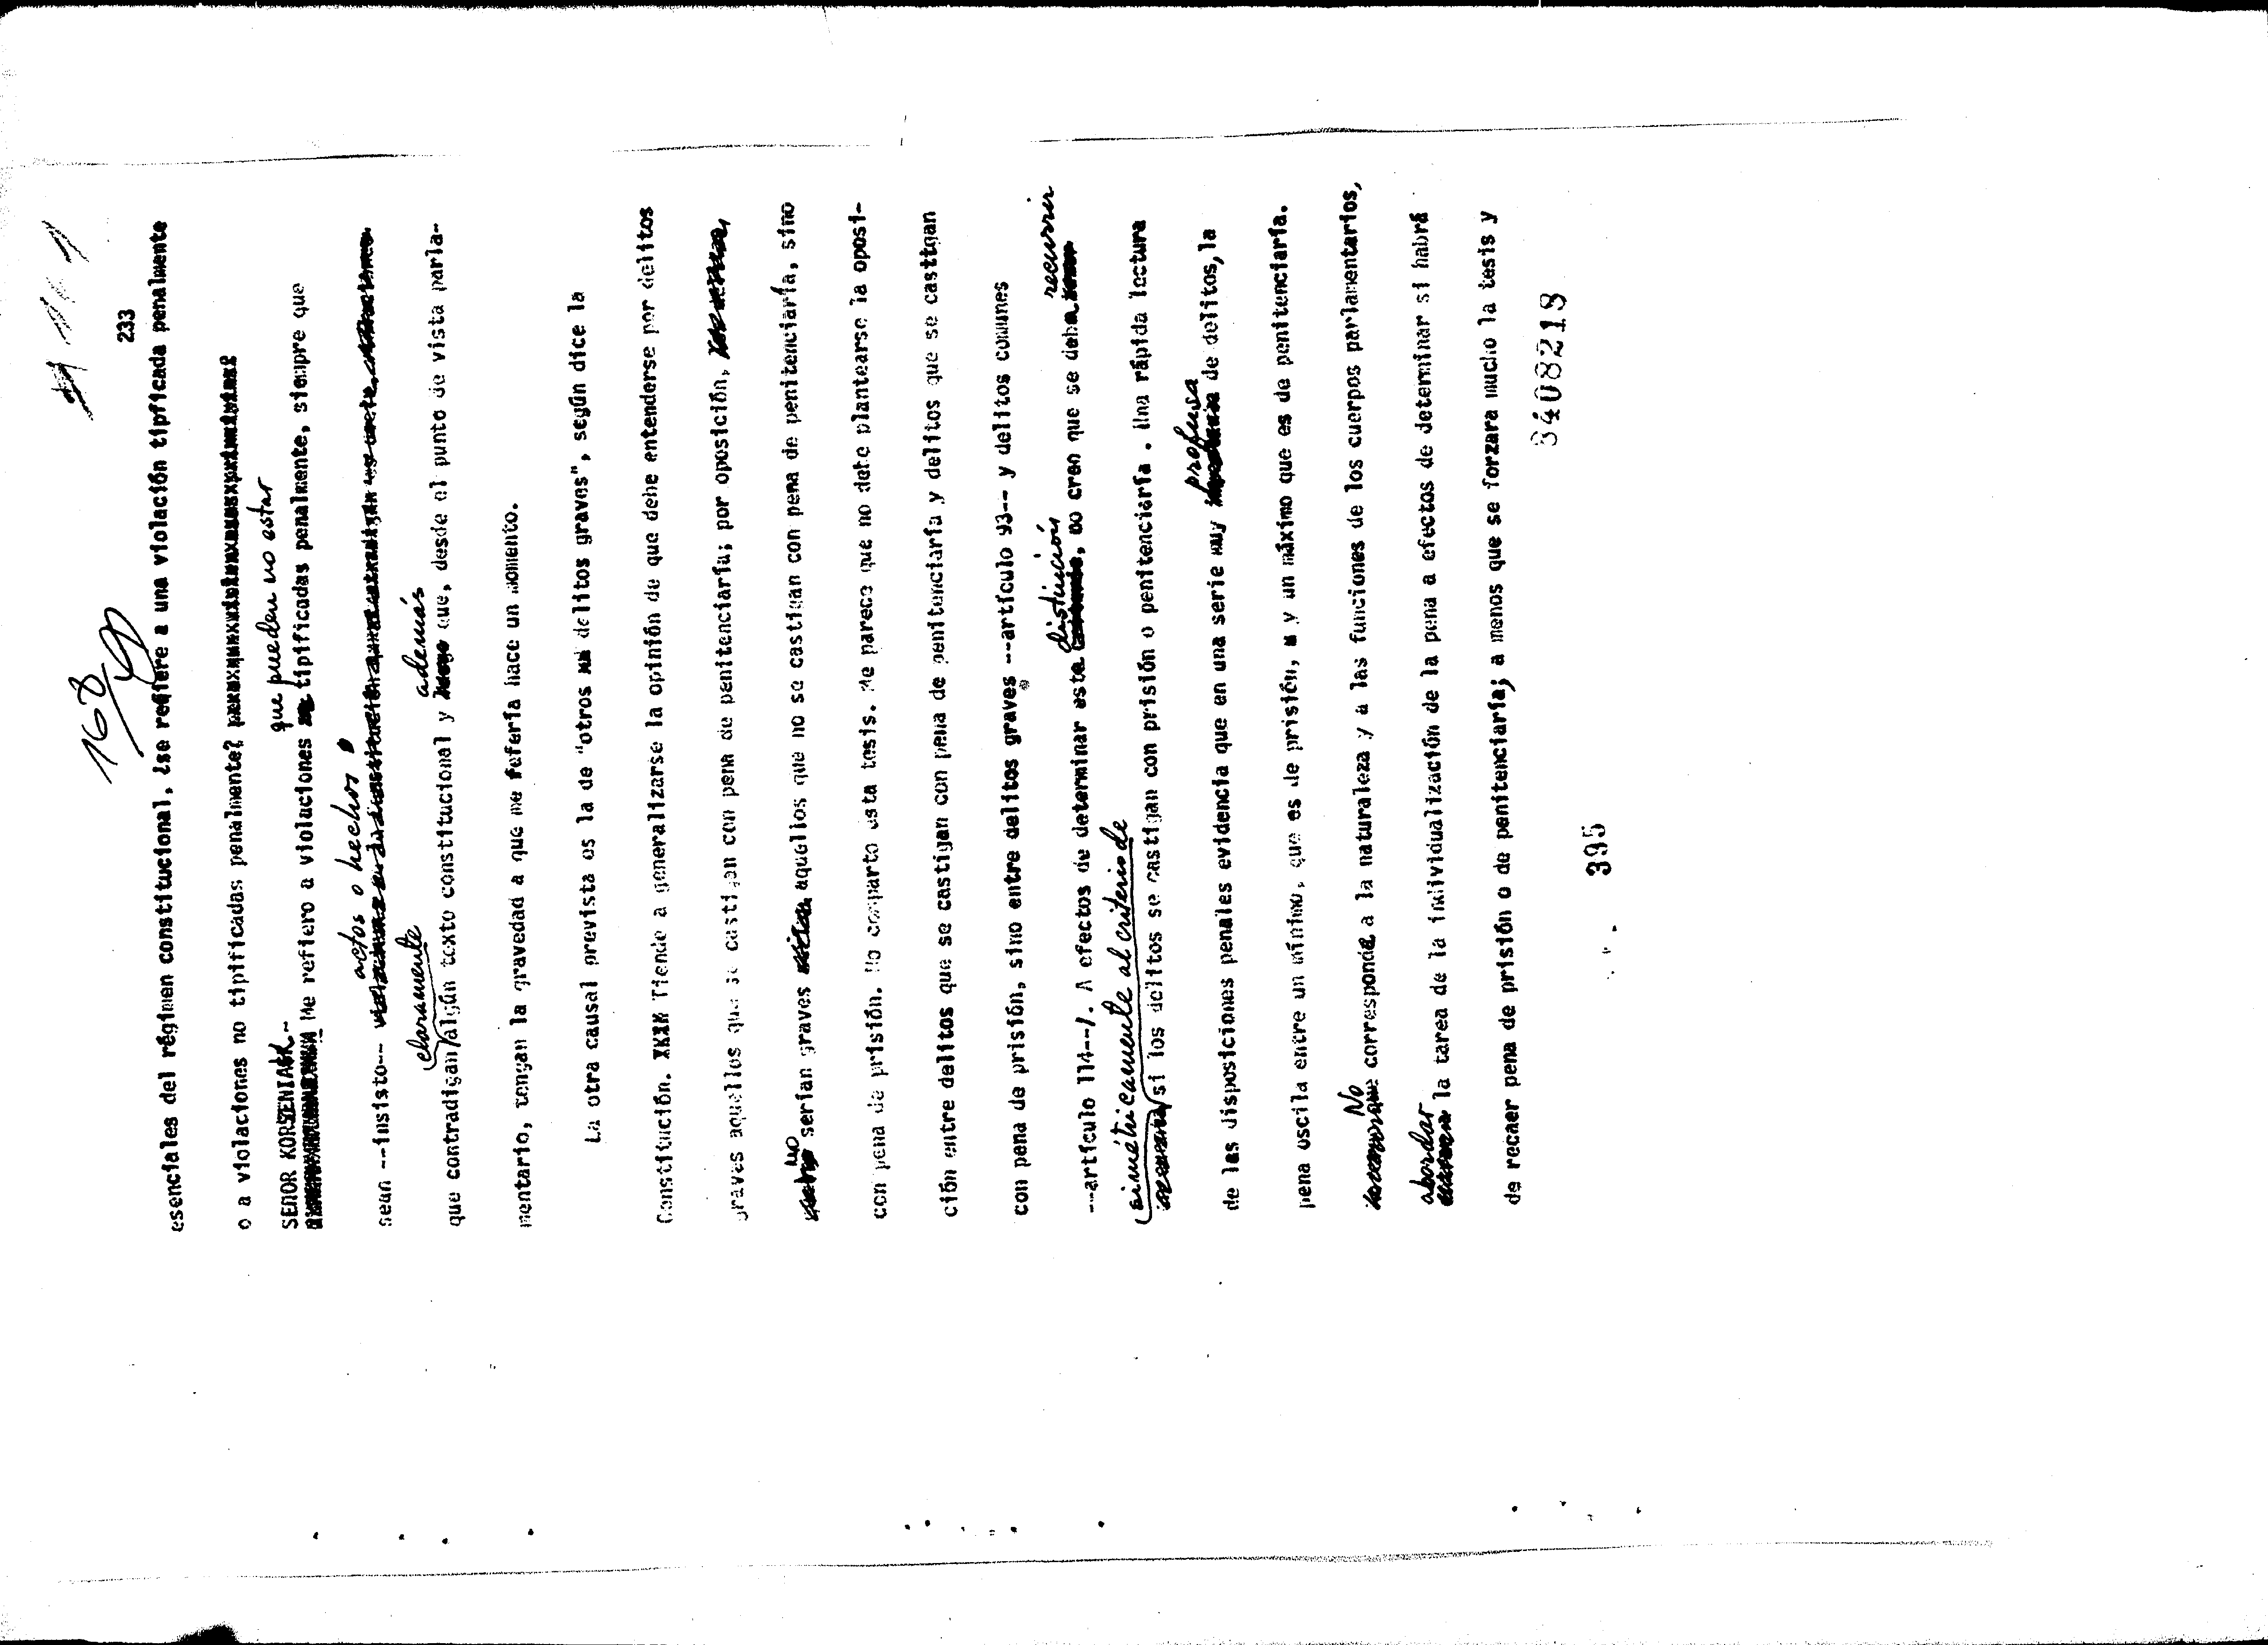 168
233
esenciales del régimen constitucional, ¿se refiere a una violación tipficada penalmente
o a violaciones no tipificadas penalmente?
que pueden no estar
SEÑOR KORSENIAK.-
Me refiero a violaciones tipificadas penalmente, siempre que
actos o hechos
sean --insisto--
claramente
además
que contradigan algún texto constitucional y que, desde el punto de vista parla-
mentario, tengan la gravedad a que me refería hace un momento.
La otra causal prevista es la de "otros delitos graves", según dice la
Constitución. XXXX Tiende a generalizarse la opinión de que debe entenderse por delitos
graves aquellos que se castigan con pena de penitenciaría; por oposición,
no
serían graves aquellos que no se castigan con pena de penitenciaría, sino
con pena de prisión. No comparto esta tesis. Me parece que no debe plantearse la oposi-
ción entre delitos que se castigan con pena de penitenciaría y delitos que se castigan
con pena de prisión, sino entre delitos graves --artículo 93-- y delitos comunes
distinción
recurrir
--artículo 114--/. A efectos de determinar esta, no creo que se deba
simétricamente al criterio de
si los delitos se castigan con prisión o penitenciaría . Una rápida lectura
profusa
de las disposiciones penales evidencia que en una serie muy de delitos, la
pena oscila entre un mínimo, que es de prisión, y un máximo que es de penitenciaría.
No
corresponde a la naturaleza y a las funciones de los cuerpos parlamentarios,
abordar
la tarea de la individualización de la pena a efectos de determinar si habrá
de recaer pena de prisión o de penitenciaría; a menos que se forzara mucho la tesis y
3408218
395